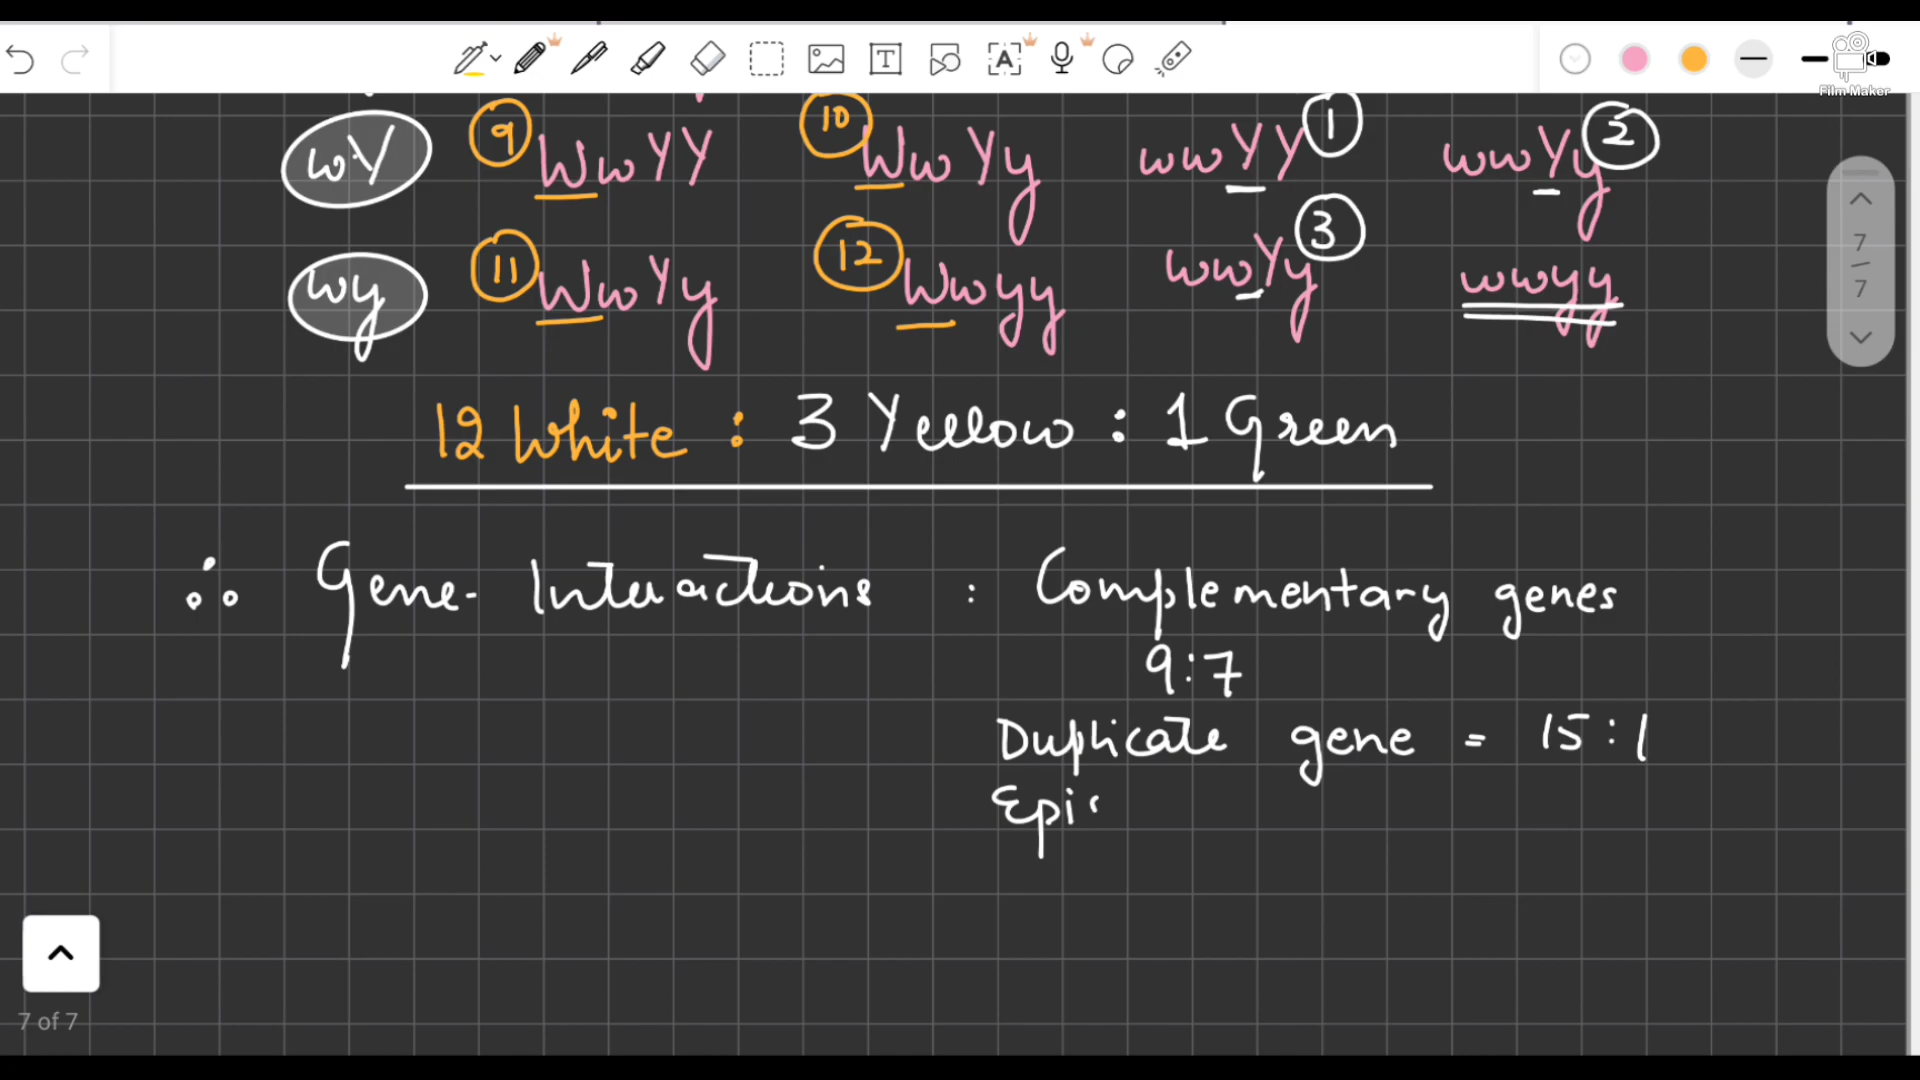 Film Maker
wY 9 WwYY 10 WwYy wwYY 1 wwYy 2
wy 11 WwYy 12 Wwyy wwYy 3 wwyy
7
7
12 White : 3 Yellow : 1 Green
∴ Gene-Interactions : Complementary genes
9:7
Duplicate gene = 15:1
Epi
7 of 7